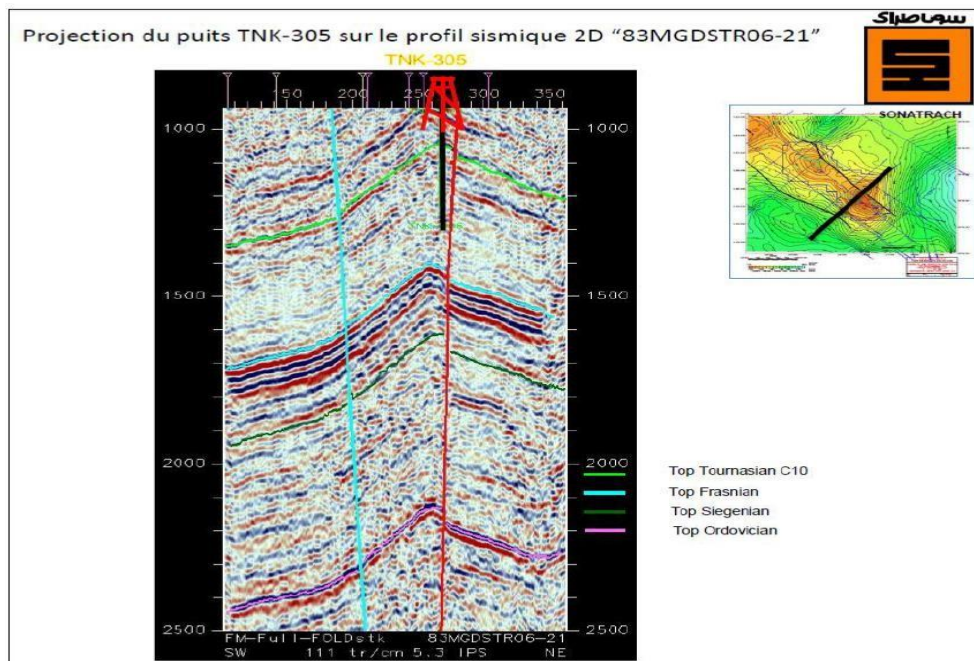 سوناطراك
Projection du puits TNK-305 sur le profil sismique 2D “83MGDSTR06-21”
TNK-305
SONATRACH
150 200 250 300 350
1000 1000
1500 1500
2000 2000
2500 2500
Top Tournasian C10
Top Frasnian
Top Siegenian
Top Ordovician
FM-Full-FOLDstk 83MGDSTR06-21
SW 111 tr/cm 5.3 IPS NE